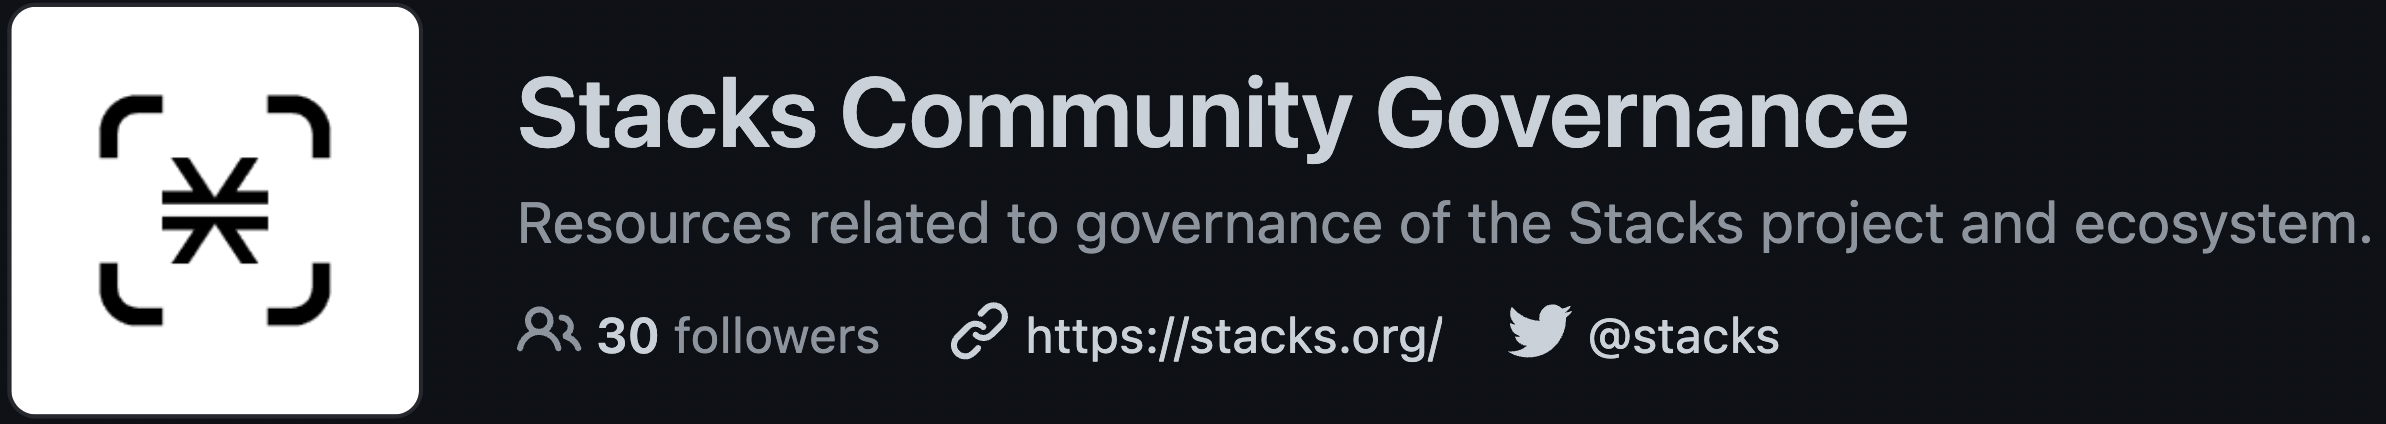 Stacks Community Governance
Resources related to governance of the Stacks project and ecosystem.
30 followers https://stacks.org/ @stacks